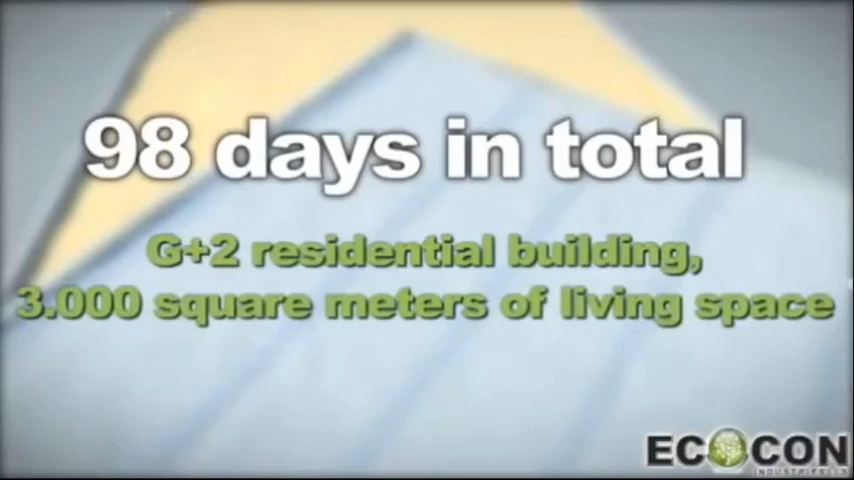 98 days in total
G+2 residential building,
3.000 square meters of living space
ECOCON